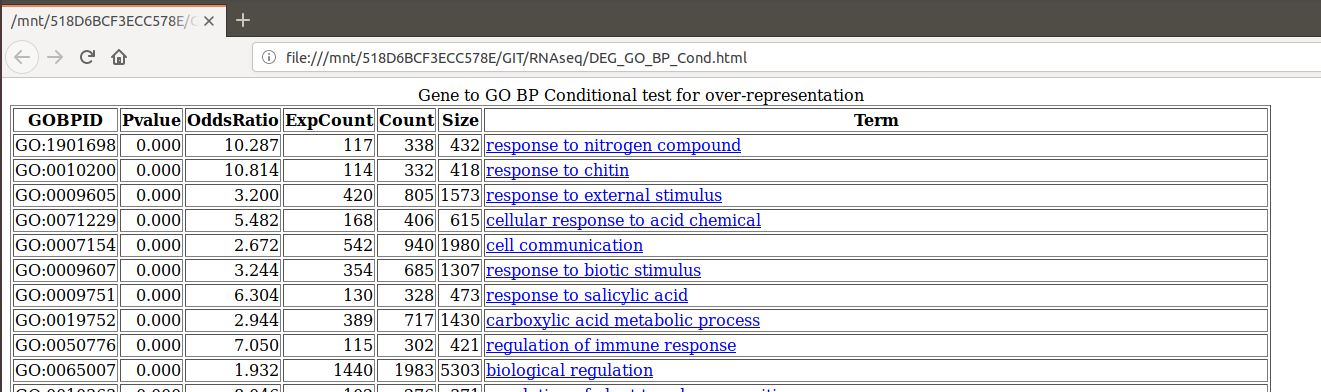 /mnt/518D6BCF3ECC578E/G
file:///mnt/518D6BCF3ECC578E/GIT/RNAseq/DEG_GO_BP_Cond.html
Gene to GO BP Conditional test for over-representation
GOBPID Pvalue OddsRatio ExpCount Count Size Term
GO:1901698 0.000 10.287 117 338 432 response to nitrogen compound
GO:0010200 0.000 10.814 114 332 418 response to chitin
GO:0009605 0.000 3.200 420 805 1573 response to external stimulus
GO:0071229 0.000 5.482 168 406 615 cellular response to acid chemical
GO:0007154 0.000 2.672 542 940 1980 cell communication
GO:0009607 0.000 3.244 354 685 1307 response to biotic stimulus
GO:0009751 0.000 6.304 130 328 473 response to salicylic acid
GO:0019752 0.000 2.944 389 717 1430 carboxylic acid metabolic process
GO:0050776 0.000 7.050 115 302 421 regulation of immune response
GO:0065007 0.000 1.932 1440 1983 5303 biological regulation